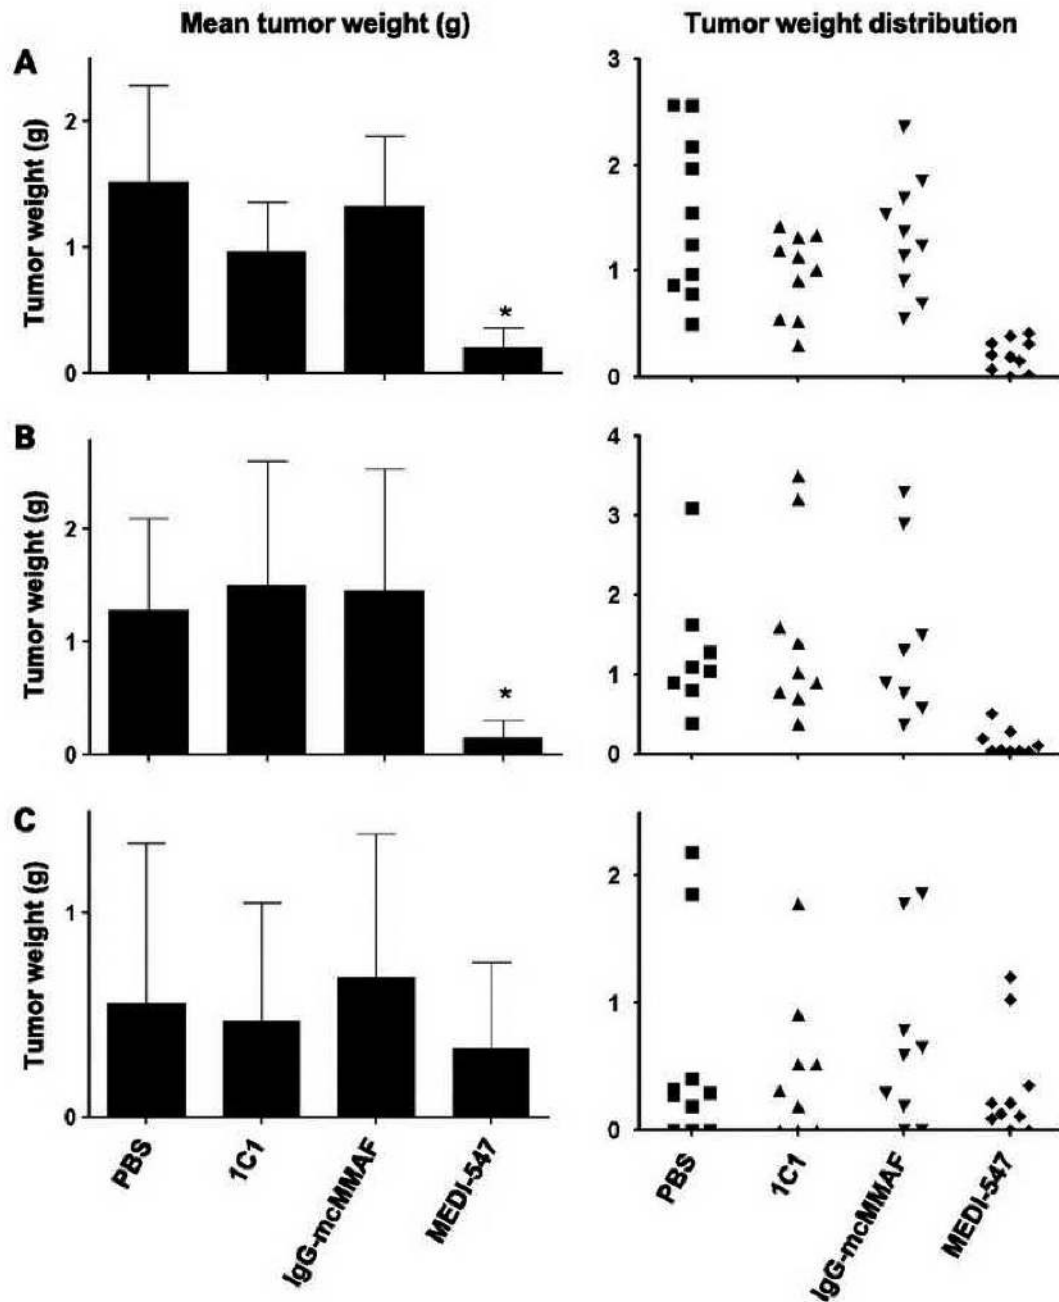 Mean tumor weight (g)
Tumor weight distribution
A
Tumor weight (g)
2
1
0
*
3
2
1
0
B
Tumor weight (g)
2
1
0
*
4
3
2
1
0
C
Tumor weight (g)
1
0
2
1
0
PBS
1C1
IgG-mcMMAF
MEDI-547
PBS
1C1
IgG-mcMMAF
MEDI-547